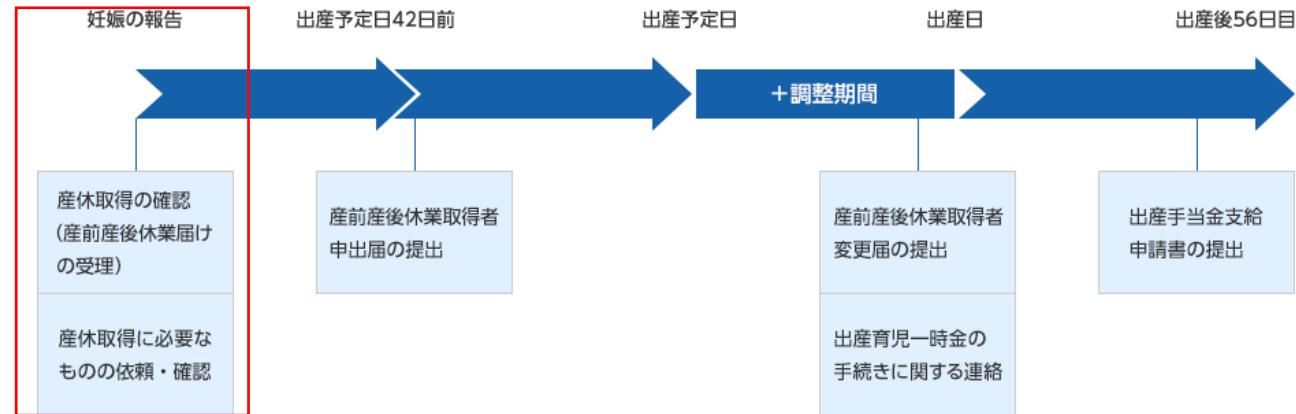 妊娠の報告
出産予定日42日前
出産予定日
出産日
出産後56日目
＋調整期間
産休取得の確認
(産前産後休業届け
の受理)
産休取得に必要な
ものの依頼・確認
産前産後休業取得者
申出届の提出
産前産後休業取得者
変更届の提出
出産育児一時金の
手続きに関する連絡
出産手当金支給
申請書の提出